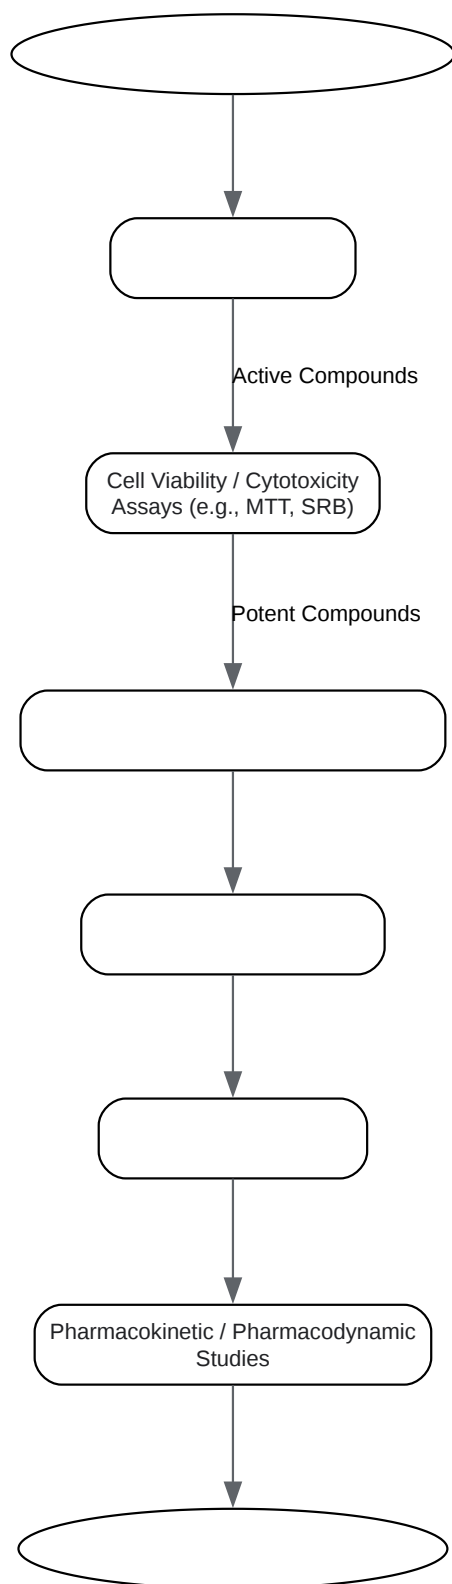 Active Compounds
Cell Viability / Cytotoxicity
Assays (e.g., MTT, SRB)
Potent Compounds
Pharmacokinetic / Pharmacodynamic
Studies